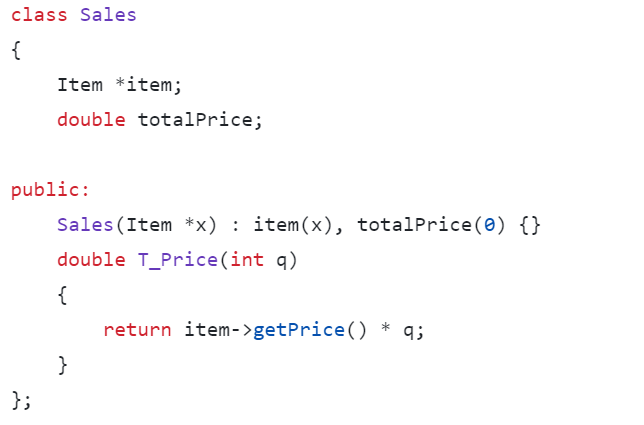 class Sales
{
    Item *item;
    double totalPrice;

public:
    Sales(Item *x) : item(x), totalPrice(0) {}
    double T_Price(int q)
    {
        return item->getPrice() * q;
    }
};